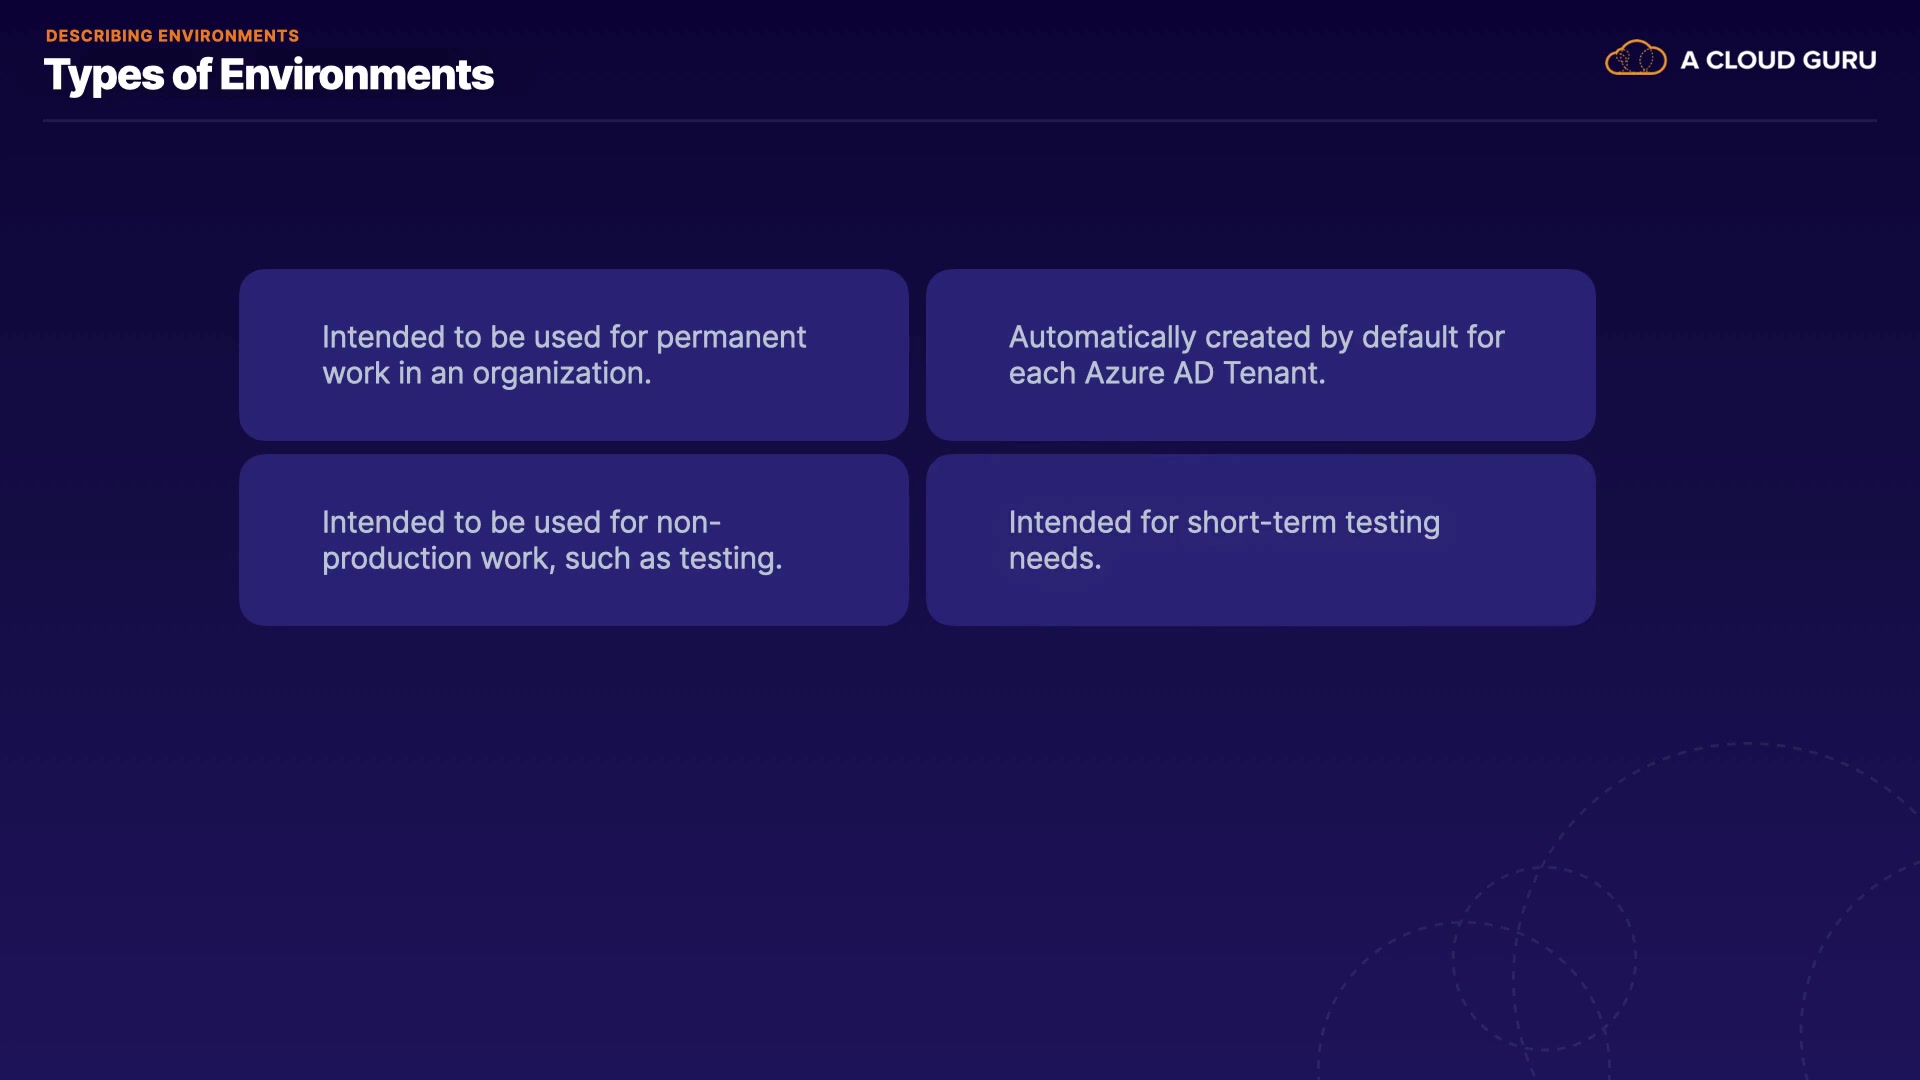 DESCRIBING ENVIRONMENTS
Types of Environments
A CLOUD GURU
Intended to be used for permanent
work in an organization.
Automatically created by default for
each Azure AD Tenant.
Intended to be used for non-
production work, such as testing.
Intended for short-term testing
needs.